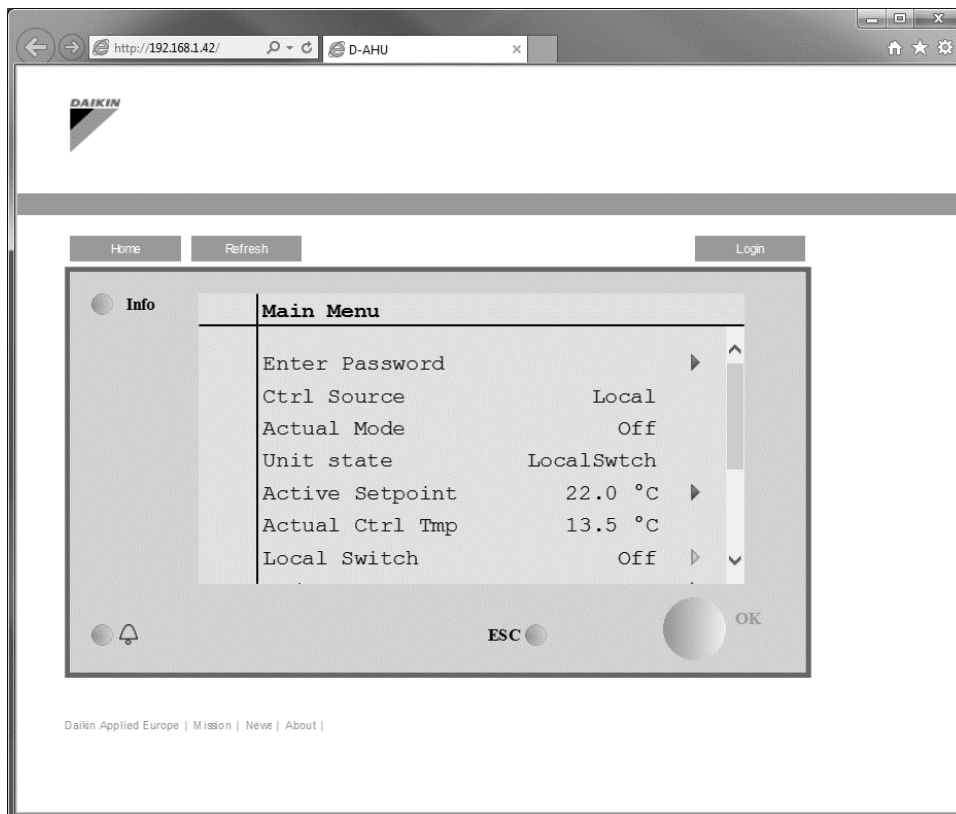 http://192.168.1.42/ D-AHU
DAIKIN
Home Refresh Login
Info
Main Menu
Enter Password
Ctrl Source Local
Actual Mode Off
Unit state LocalSwtch
Active Setpoint 22.0 °C
Actual Ctrl Tmp 13.5 °C
Local Switch Off
ESC
OK
Daikin Applied Europe | Mission | News | About |